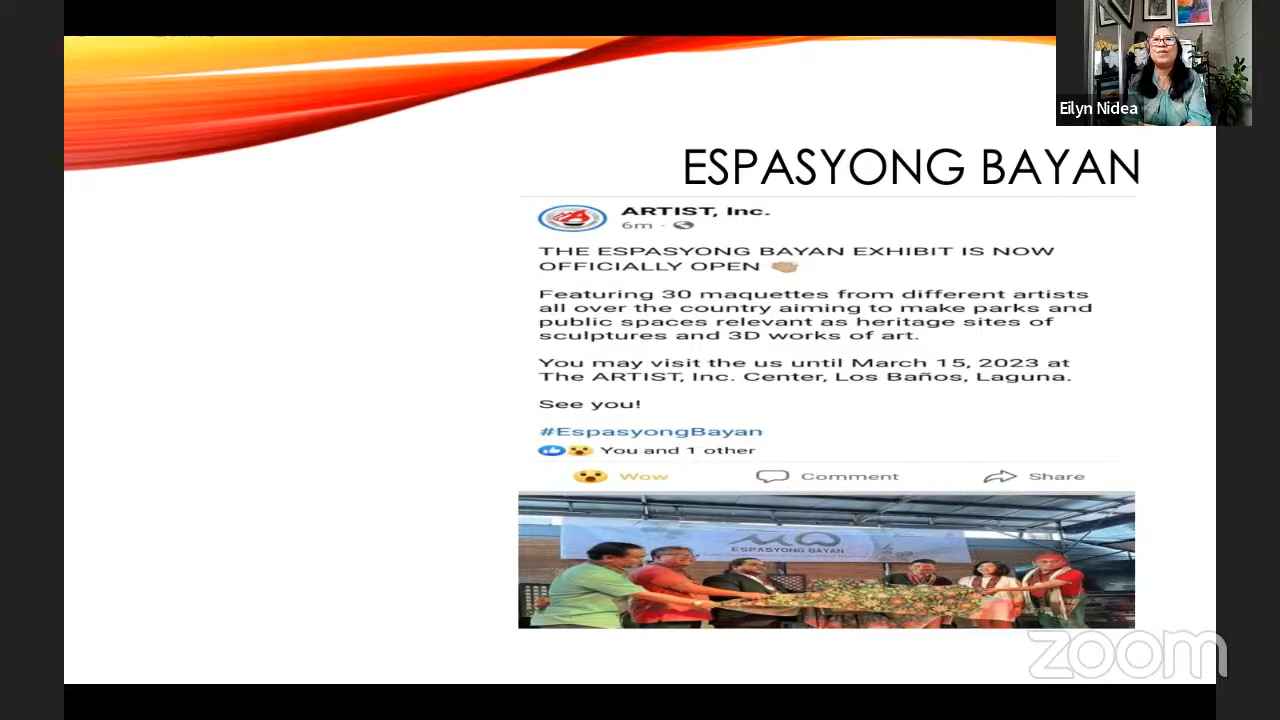 Eilyn Nidea
ESPASYONG BAYAN
ARTIST, Inc.
6m ·
THE ESPASYONG BAYAN EXHIBIT IS NOW
OFFICIALLY OPEN 👏🏼
Featuring 30 maquettes from different artists
all over the country aiming to make parks and
public spaces relevant as heritage sites of
sculptures and 3D works of art.
You may visit the us until March 15, 2023 at
The ARTIST, Inc. Center, Los Baños, Laguna.
See you!
#EspasyongBayan
You and 1 other
Wow
Comment
Share
ESPASYONG BAYAN
zoom